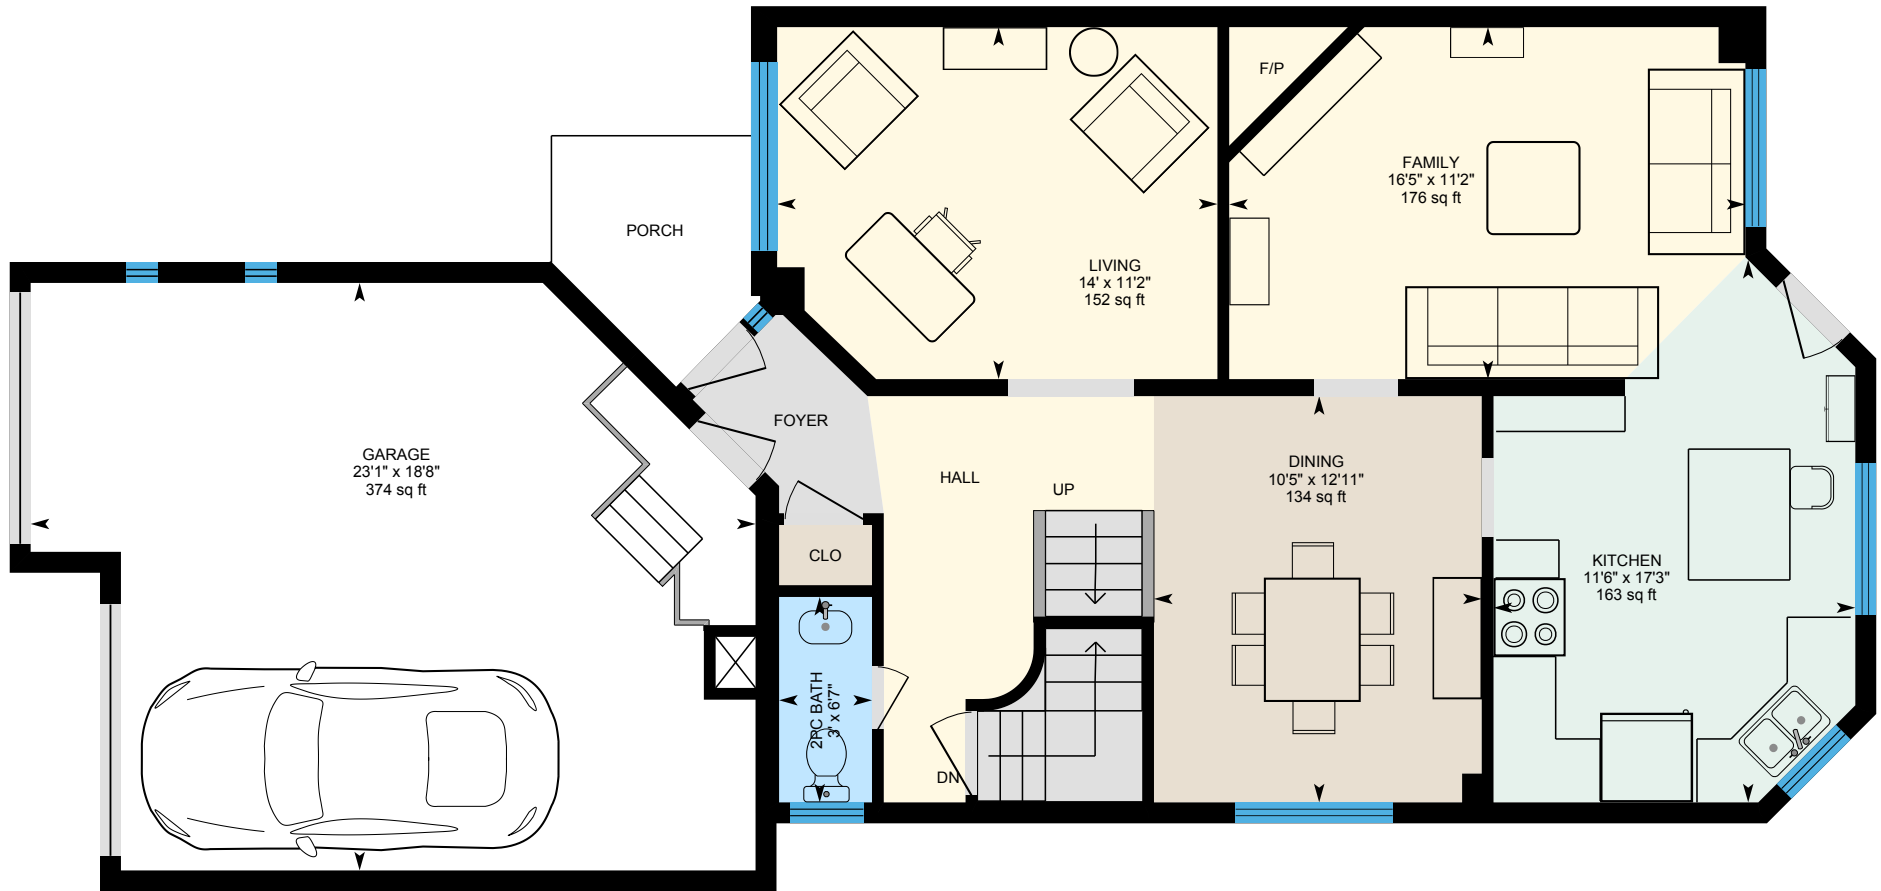 F/P
FAMILY
16'5" x 11'2"
176 sq ft
PORCH
LIVING
14' x 11'2"
152 sq ft
FOYER
GARAGE
23'1" x 18'8"
374 sq ft
HALL
UP
DINING
10'5" x 12'11"
134 sq ft
CLO
KITCHEN
11'6" x 17'3"
163 sq ft
2PC BATH
3' x 6'7"
DN